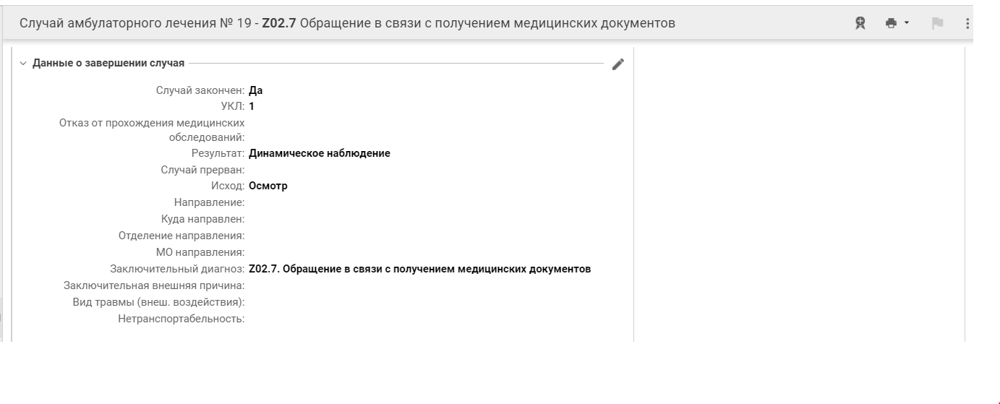 Случай амбулаторного лечения № 19 - Z02.7 Обращение в связи с получением медицинских документов
Данные о завершении случая
Случай закончен: Да
УКЛ: 1
Отказ от прохождения медицинских
обследований:
Результат: Динамическое наблюдение
Случай прерван:
Исход: Осмотр
Направление:
Куда направлен:
Отделение направления:
МО направления:
Заключительный диагноз: Z02.7. Обращение в связи с получением медицинских документов
Заключительная внешняя причина:
Вид травмы (внеш. воздействия):
Нетранспортабельность: